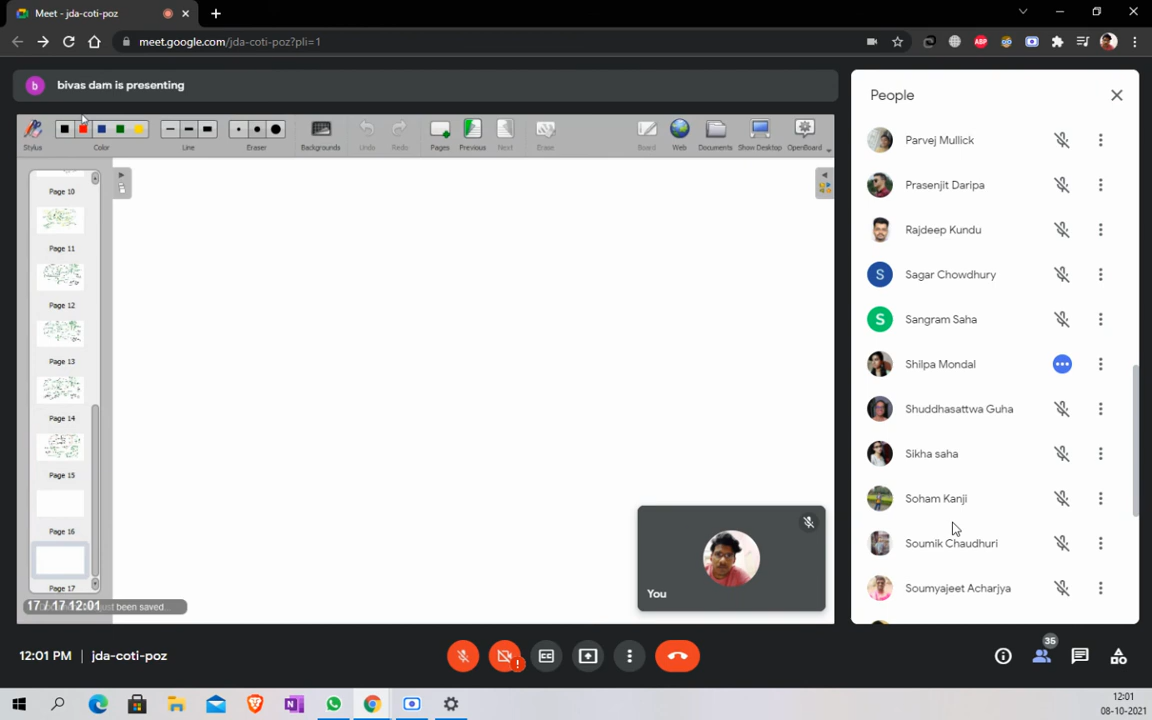 Meet - jda-coti-poz
meet.google.com/jda-coti-poz?pli=1
ABP
b
bivas dam is presenting
Stylus
Color
Line
Eraser
Backgrounds
Undo
Redo
Pages
Previous
Next
Erase
Board
Web
Documents
Show Desktop
OpenBoard
Page 10
Page 11
Page 12
Page 13
Page 14
Page 15
Page 16
Page 17
17 / 17 12:01 just been saved...
You
People
Parvej Mullick
Prasenjit Daripa
Rajdeep Kundu
S
Sagar Chowdhury
S
Sangram Saha
Shilpa Mondal
Shuddhasattwa Guha
Sikha saha
Soham Kanji
Soumik Chaudhuri
Soumyajeet Acharjya
12:01 PM
jda-coti-poz
35
12:01
08-10-2021